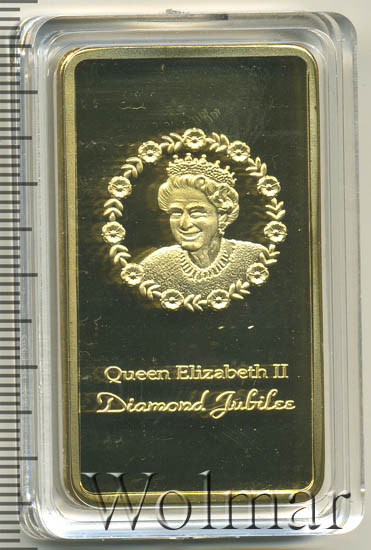 Queen Elizabeth II
Diamond Jubilee
Wolmar